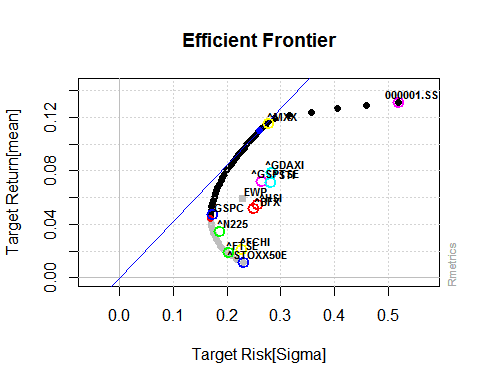 Efficient Frontier
Target Return[mean]
0.12
0.08
0.04
0.00
000001.SS
^MXX
^GDAXI
^GSPTSE
EWP
GSPC
^N225
^FCHI
^FTSE
^STOXX50E
0.0 0.1 0.2 0.3 0.4 0.5
Target Risk[Sigma]
Rmetrics